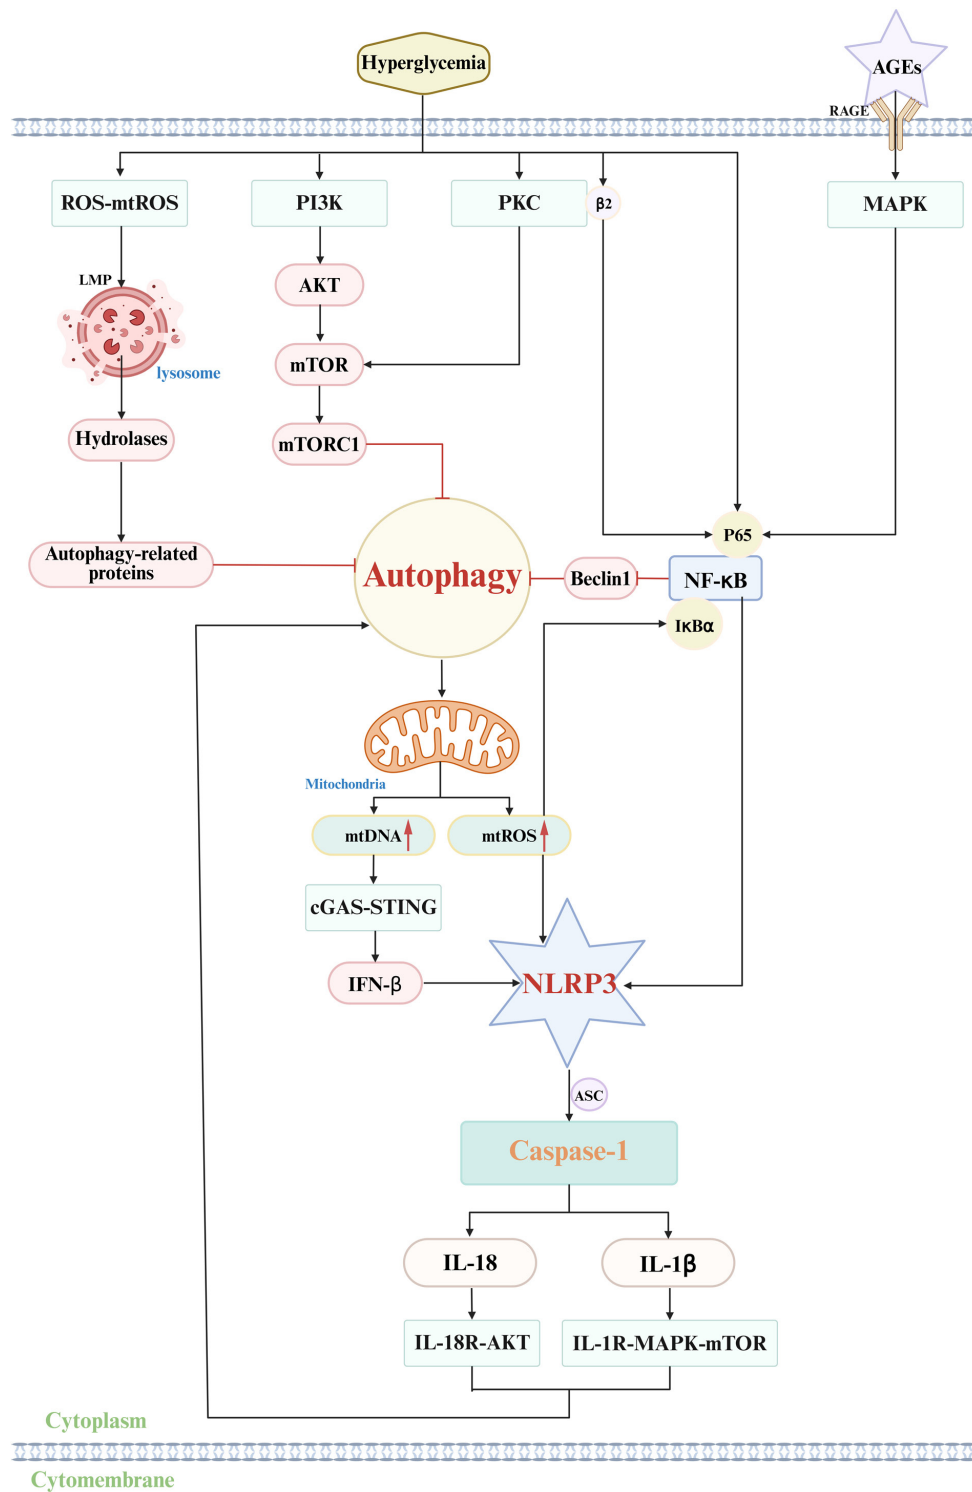 Hyperglycemia
AGEs
RAGE
ROS-mtROS
PI3K
PKC
β2
MAPK
LMP
AKT
lysosome
mTOR
Hydrolases
mTORC1
P65
Autophagy-related
proteins
Autophagy
Beclin1
NF-κB
IκBα
Mitochondria
mtDNA
mtROS
cGAS-STING
IFN-β
NLRP3
ASC
Caspase-1
IL-18
IL-1β
IL-18R-AKT
IL-1R-MAPK-mTOR
Cytoplasm
Cytomembrane